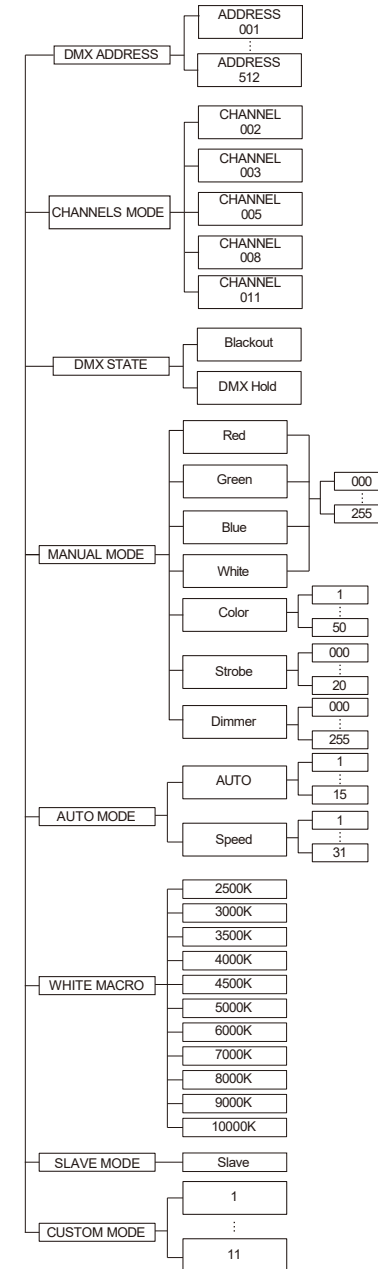 DMX ADDRESS
ADDRESS
001
ADDRESS
512
CHANNELS MODE
CHANNEL
002
CHANNEL
003
CHANNEL
005
CHANNEL
008
CHANNEL
011
DMX STATE
Blackout
DMX Hold
MANUAL MODE
Red
Green
Blue
White
000
255
Color
1
50
Strobe
000
20
Dimmer
000
255
AUTO MODE
AUTO
1
15
Speed
1
31
WHITE MACRO
2500K
3000K
3500K
4000K
4500K
5000K
6000K
7000K
8000K
9000K
10000K
SLAVE MODE
Slave
CUSTOM MODE
1
11